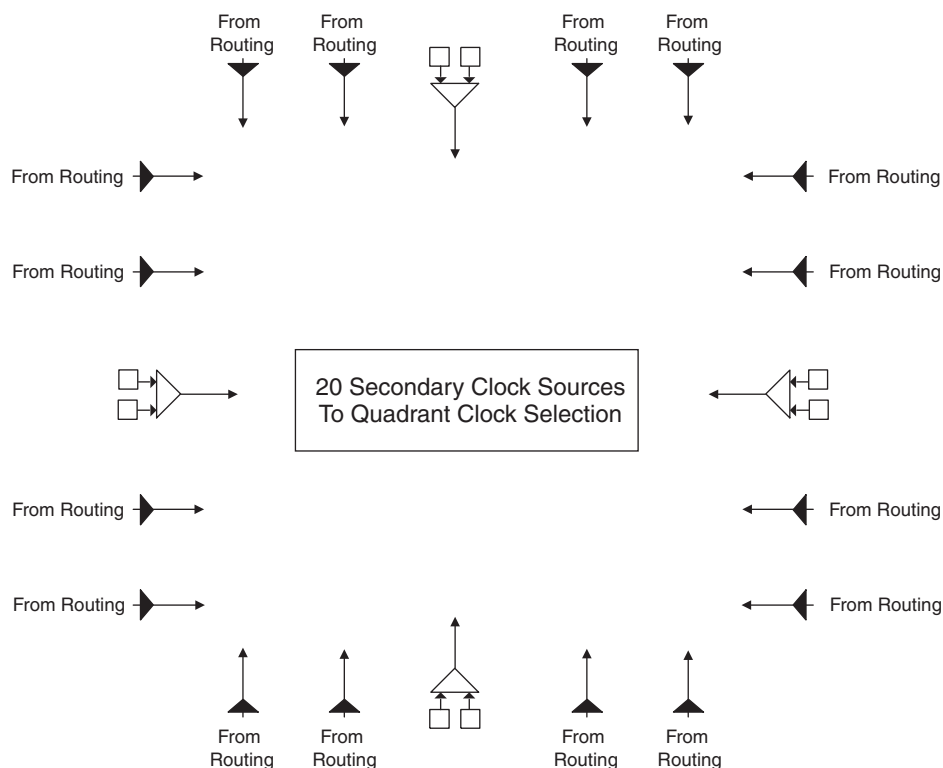 From
Routing
From
Routing
From
Routing
From
Routing
From Routing
From Routing
From Routing
From Routing
20 Secondary Clock Sources
To Quadrant Clock Selection
From Routing
From Routing
From Routing
From Routing
From
Routing
From
Routing
From
Routing
From
Routing